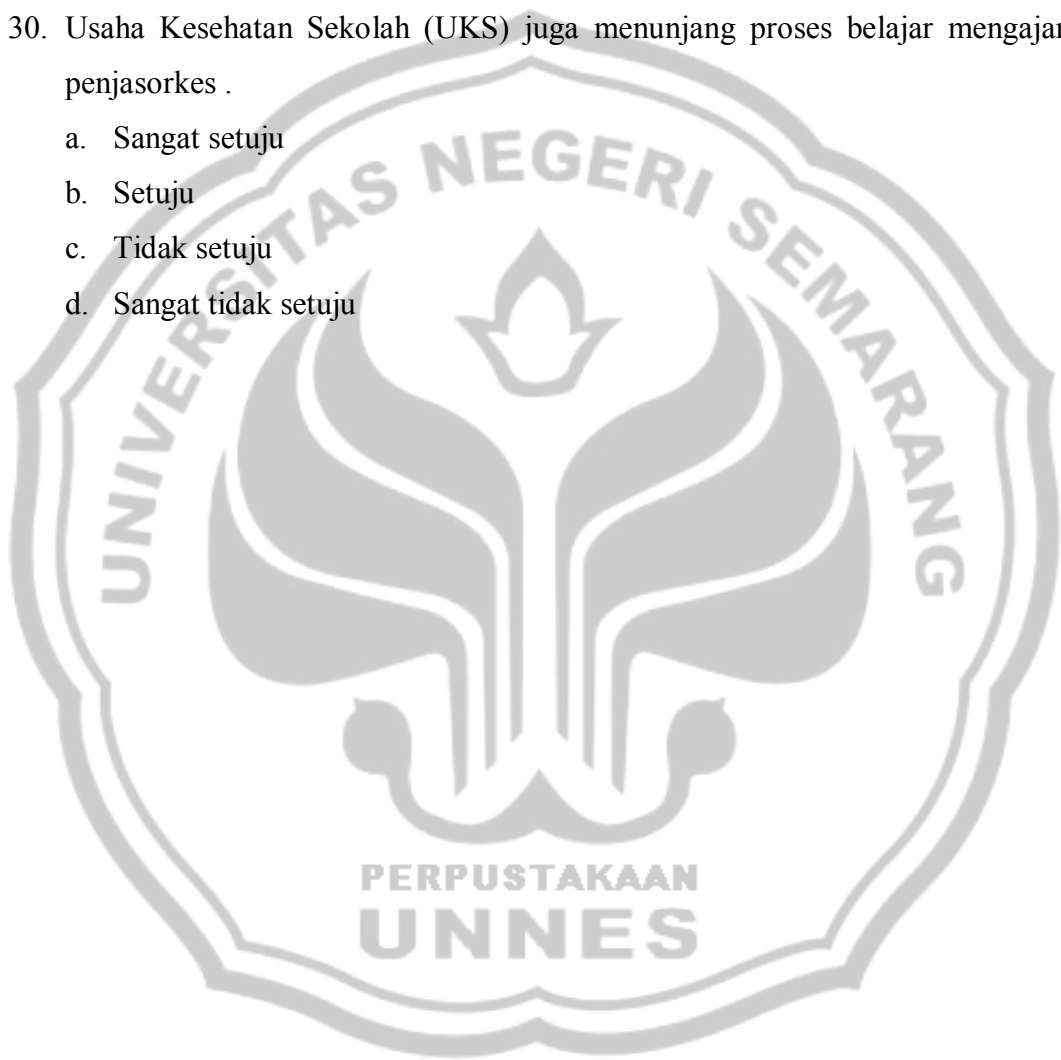 30. Usaha Kesehatan Sekolah (UKS) juga menunjang proses belajar mengajar
penjasorkes .
a. Sangat setuju
b. Setuju
c. Tidak setuju
d. Sangat tidak setuju
UNIVERSITAS NEGERI SEMARANG
PERPUSTAKAAN
UNNES